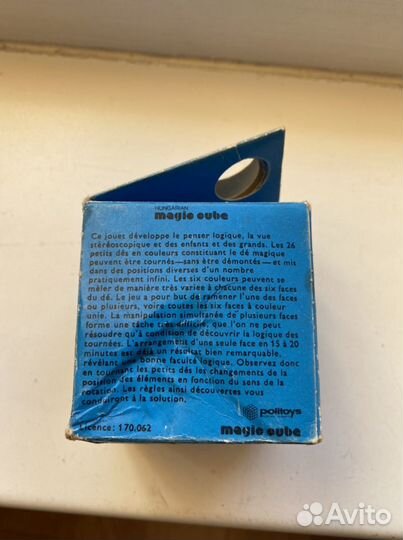 HUNGARIAN
magic cube
Ce jouet développe le penser logique, la vue
stéréoscopique et des enfants et des grands. Les 26
petits dés en couleurs constituant le dé magique
peuvent être tournés—sans être démontés—et mit
dans des positions diverses d'un nombre
pratiquement infini. Les six couleurs peuvent se
mêler de manière très variée à chacune des six faces
du dé. Le jeu a pour but de ramener l'une des faces
ou plusieurs, voire toutes les six faces à couleur
unie. La manipulation simultanée de plusieurs faces
forme une tâche très difficile, que l'on ne peut
résoudre qu'à condition de découvrir la logique des
tournées. L'arrangement d'une seule face en 15 à 20
minutes est déjà un résultat bien remarquable,
révélant une bonne faculté logique. Observez donc
en tournant les petits dés les changements de la
position des éléments en fonction du sens de la
rotation. Les règles ainsi découvertes vous
conduiront à la solution.
politoys
Licence: 170.062
magic cube
Avito